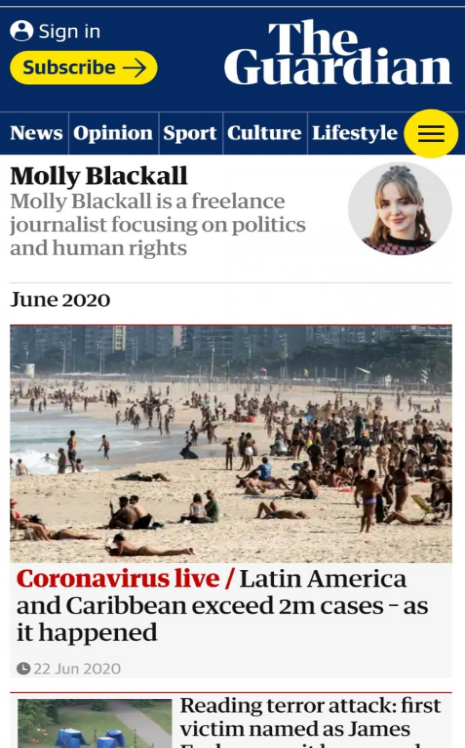 Sign in
The
Subscribe
Guardian
News Opinion Sport Culture Lifestyle
Molly Blackall
Molly Blackall is a freelance
journalist focusing on politics
and human rights
June 2020
Coronavirus live / Latin America
and Caribbean exceed 2m cases – as
it happened
22 Jun 2020
Reading terror attack: first
victim named as James